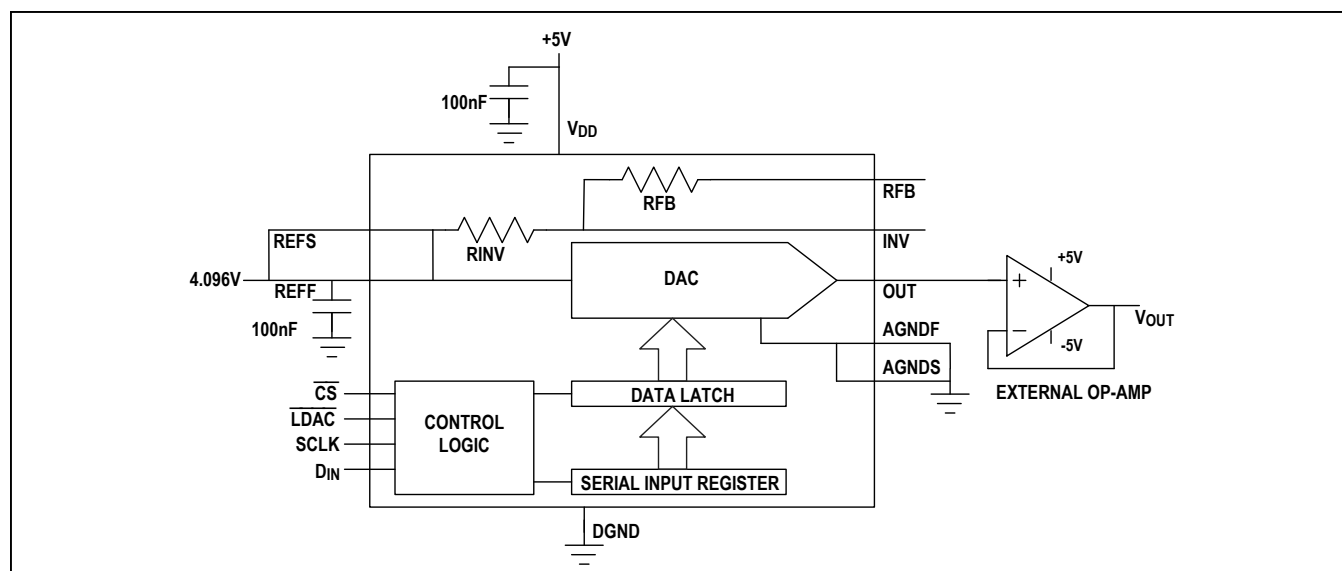 +5V
100nF
VDD
RFB
RFB
REFS
RINV
INV
4.096V
REFF
DAC
OUT
+5V
+
−
-5V
VOUT
100nF
AGNDF
AGNDS
EXTERNAL OP-AMP
CS
LDAC
SCLK
DIN
CONTROL
LOGIC
DATA LATCH
SERIAL INPUT REGISTER
DGND